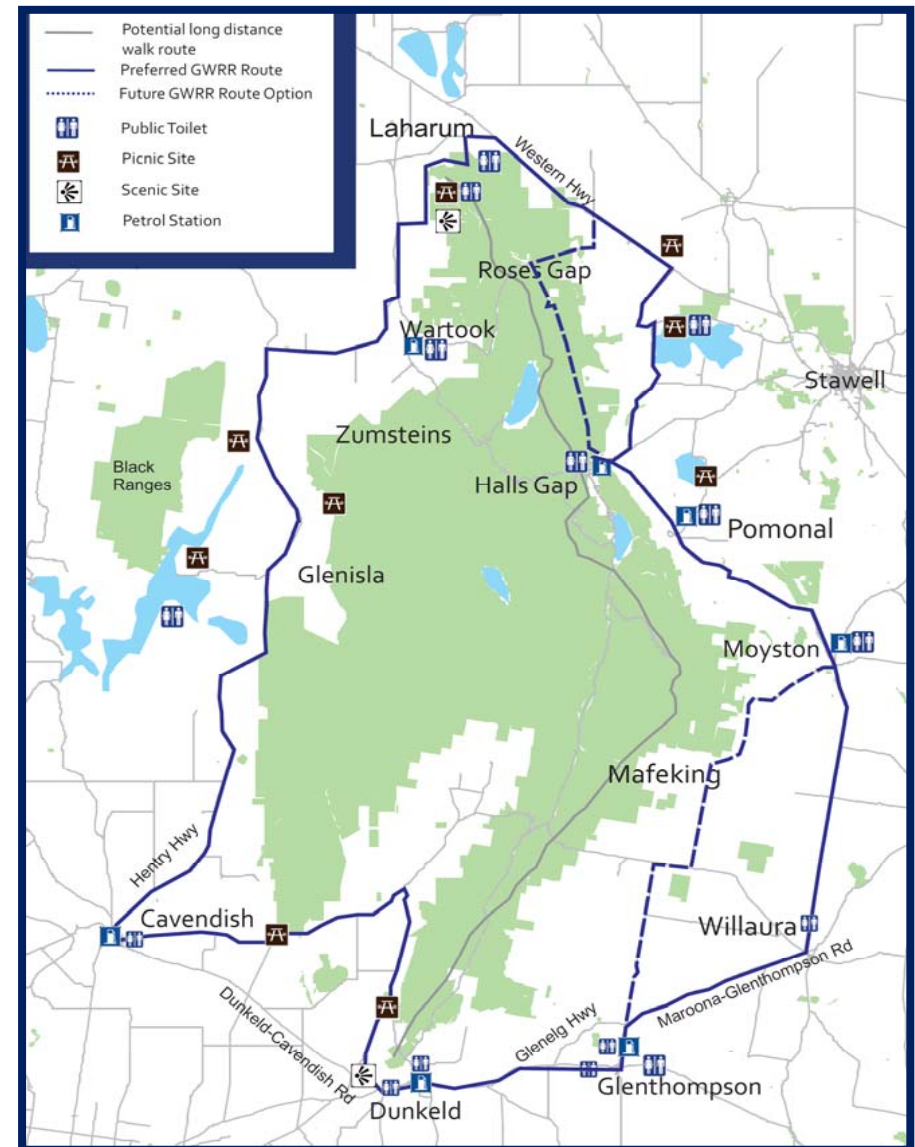 Potential long distance
walk route
Preferred GWRR Route
Future GWRR Route Option
Public Toilet
Picnic Site
Scenic Site
Petrol Station
Laharum
Western Hwy
Roses Gap
Wartook
Stawell
Zumsteins
Black
Ranges
Halls Gap
Pomonal
Glenisla
Moyston
Mafeking
Hentry Hwy
Cavendish
Willaura
Maroona-Glenthompson Rd
Dunkeld-Cavendish Rd
Glenelg Hwy
Glenthompson
Dunkeld